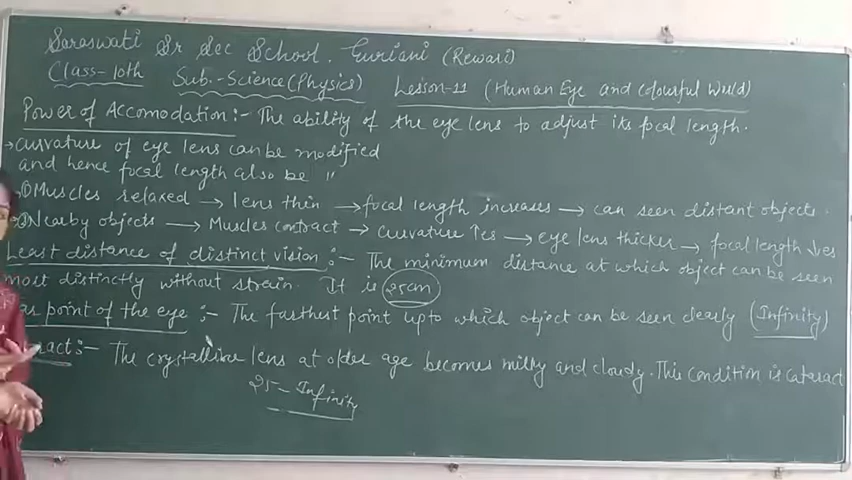 Saraswati Sr Sec School. Guriani (Rewari)
Class-10th Sub.-Science(Physics) Lesson-11 (Human Eye and colourful World)
Power of Accomodation:- The ability of the eye lens to adjust its focal length.
→Curvature of eye lens can be modified
and hence focal length also be "
①Muscles relaxed → lens thin → focal length increases → can seen distant objects.
②Nearby objects → Muscles contract → curvature ↑es → eye lens thicker → focal length ↓es
Least distance of distinct vision:- The minimum distance at which object can be seen
most distinctly without strain. It is 25cm
point of the eye:- The farthest point upto which object can be seen clearly (Infinity)
ract:- The crystalline lens at older age becomes milky and cloudy. This condition is cataract
25 - Infinity